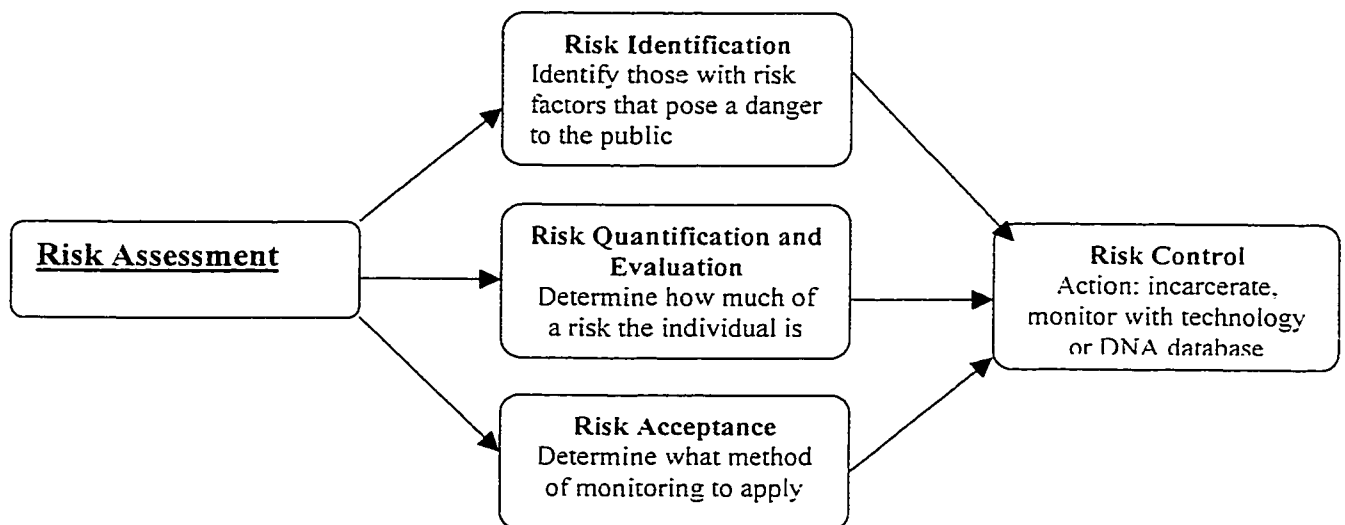 Risk Assessment
Risk Identification
Identify those with risk
factors that pose a danger
to the public
Risk Quantification and
Evaluation
Determine how much of
a risk the individual is
Risk Acceptance
Determine what method
of monitoring to apply
Risk Control
Action: incarcerate,
monitor with technology
or DNA database